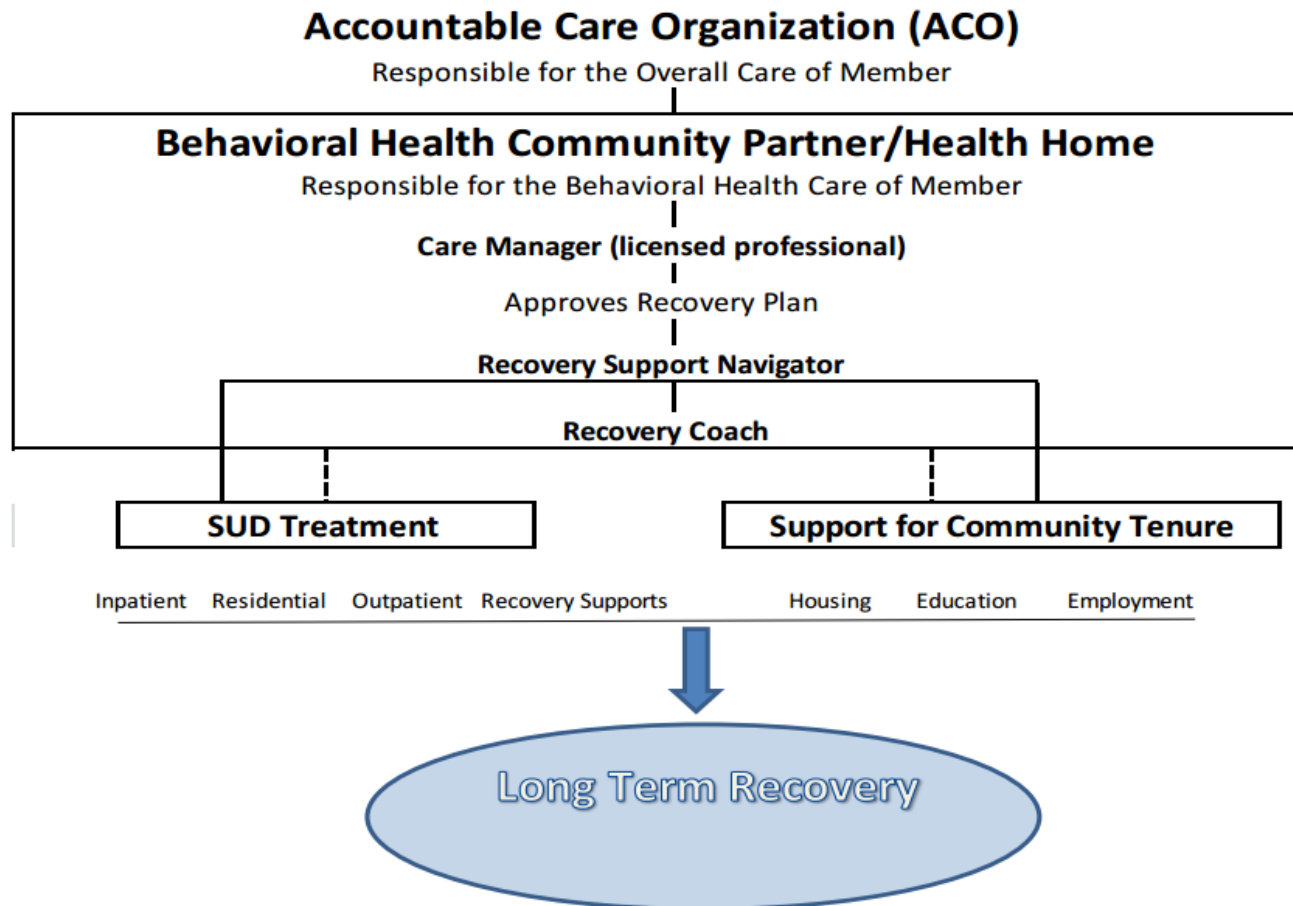 Accountable Care Organization (ACO)
Responsible for the Overall Care of Member
Behavioral Health Community Partner/Health Home
Responsible for the Behavioral Health Care of Member
Care Manager (licensed professional)
Approves Recovery Plan
Recovery Support Navigator
Recovery Coach
SUD Treatment
Support for Community Tenure
Inpatient Residential Outpatient Recovery Supports Housing Education Employment
Long Term Recovery